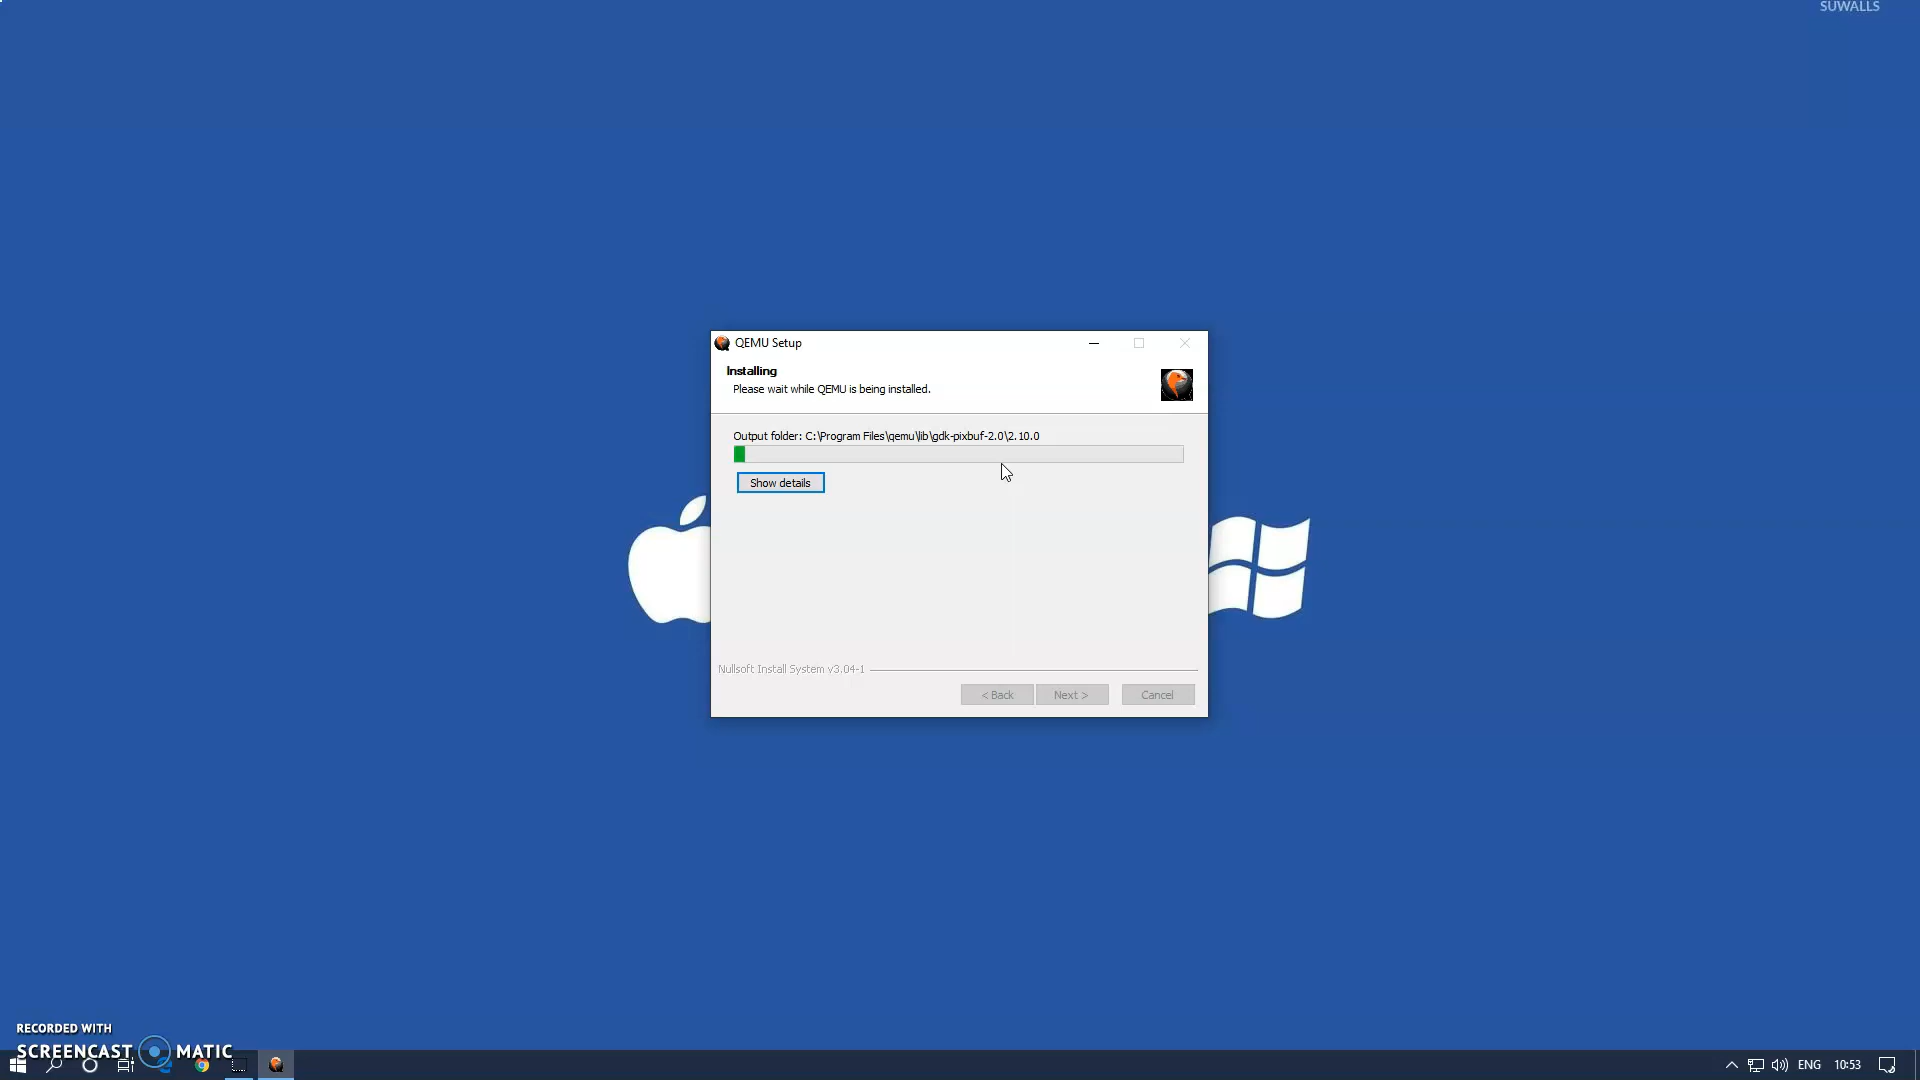 SUWALLS
QEMU Setup
Installing
Please wait while QEMU is being installed.
Output folder: C:\Program Files\qemu\lib\gdk-pixbuf-2.0\2.10.0
Show details
Nullsoft Install System v3.04-1
< Back
Next >
Cancel
RECORDED WITH
SCREENCAST MATIC
ENG
10:53